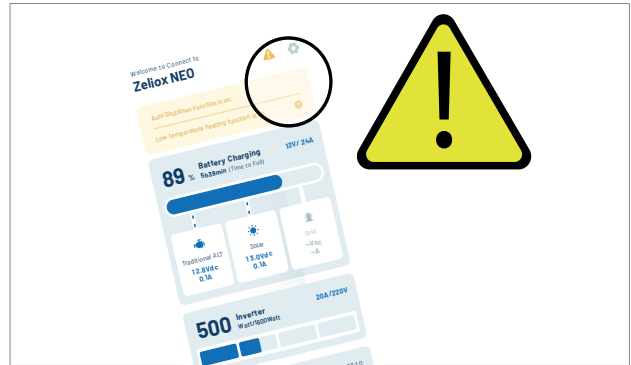 Welcome to Connect to
Zeliox NEO
Auto Shutdown Function is on.
Low temperature heating function is
?
89 %
Battery Charging
5h39min (Time to Full)
12V/ 24A
Traditional ALT
12.8Vdc
0.1A
Solar
13.0Vdc
0.1A
Grid
--Vac
--A
500
Inverter
Watt/1600Watt
20A/220V